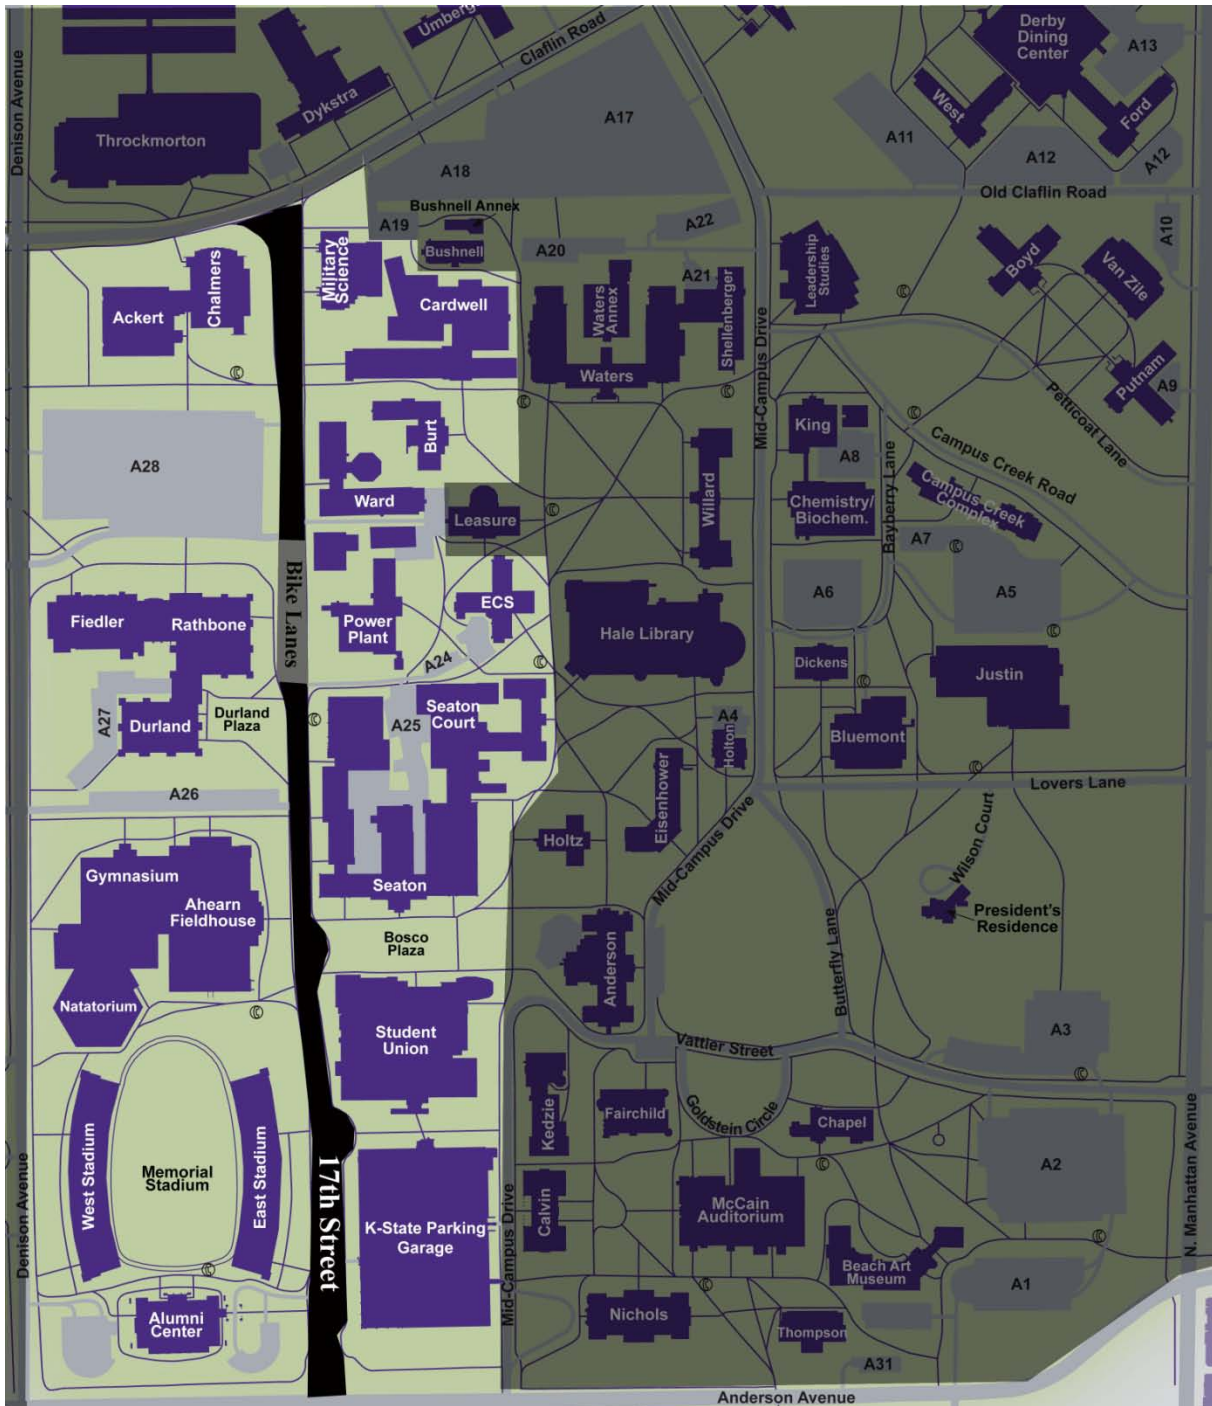 Umberg
Claflin Road
Derby
Dining
Center
A13
Denison Avenue
Dykstra
West
Ford
Throckmorton
A17
A11
A12
A12
A18
Old Claflin Road
Bushnell Annex
A19
A22
A10
Bushnell
A20
Military
Science
Chalmers
Leadership
Studies
Boyd
Van Zile
A21
Waters
Annex
Cardwell
Ackert
Shellenberger
Mid-Campus Drive
Waters
Putnam
A9
Petticoat Lane
King
Burt
A28
A8
Campus Creek Road
Ward
Leasure
Willard
Chemistry/
Biochem.
Bayberry Lane
Campus Creek
Complex
A7
Bike Lanes
ECS
A6
A5
Fiedler
Rathbone
Power
Plant
Hale Library
A24
Dickens
Justin
A27
Durland
Durland
Plaza
A25
Seaton
Court
A4
Holton
Bluemont
A26
Eisenhower
Lovers Lane
Holtz
Mid-Campus Drive
Wilson Court
Gymnasium
Seaton
Ahearn
Fieldhouse
President's
Residence
Bosco
Plaza
Anderson
Butterfly Lane
Natatorium
Student
Union
A3
Vattier Street
Kedzie
Fairchild
Goldstein Circle
Chapel
N. Manhattan Avenue
West Stadium
Memorial
Stadium
East Stadium
17th Street
A2
Denison Avenue
K-State Parking
Garage
Mid-Campus Drive
Calvin
McCain
Auditorium
Beach Art
Museum
A1
Alumni
Center
Nichols
Thompson
A31
Anderson Avenue